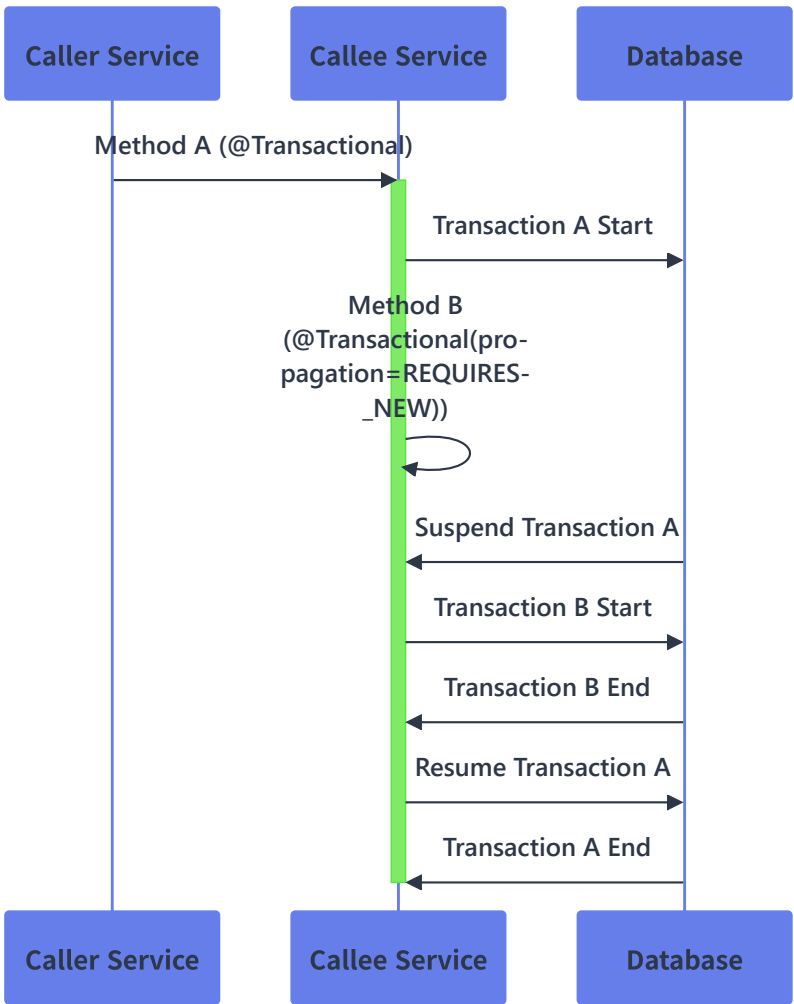 Caller Service
Callee Service
Database
Method A (@Transactional)
Transaction A Start
Method B
(@Transactional(pro-
pagation=REQUIRES-
_NEW))
Suspend Transaction A
Transaction B Start
Transaction B End
Resume Transaction A
Transaction A End
Caller Service
Callee Service
Database